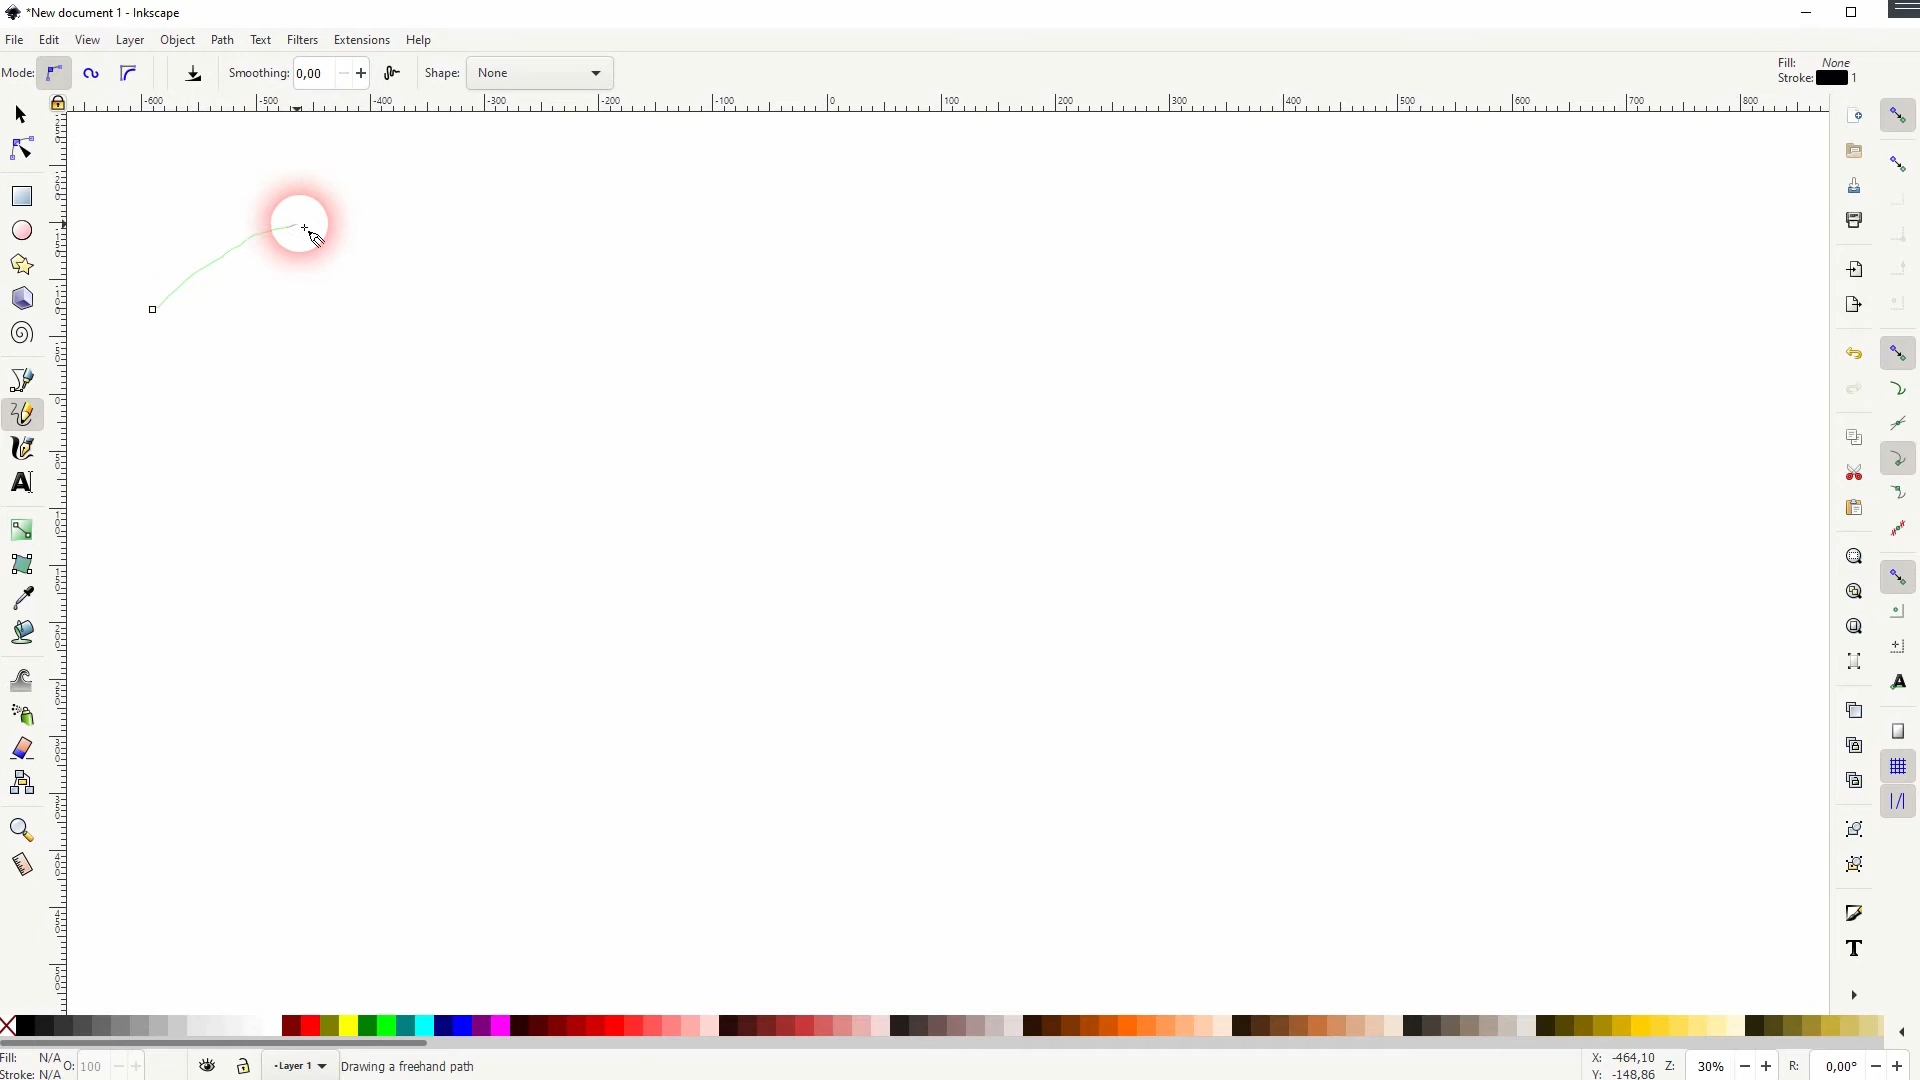 *New document 1 - Inkscape
File Edit View Layer Object Path Text Filters Extensions Help
Mode: Smoothing: 0,00 Shape: None
Fill: None
Stroke: 1
-600 -500 -400 -300 -200 -100 0 100 200 300 400 500 600 700 800
Fill: N/A
Stroke: N/A
O: 100
-Layer 1
Drawing a freehand path
X: -464,10
Y: -148,86
Z: 30%
R: 0,00°